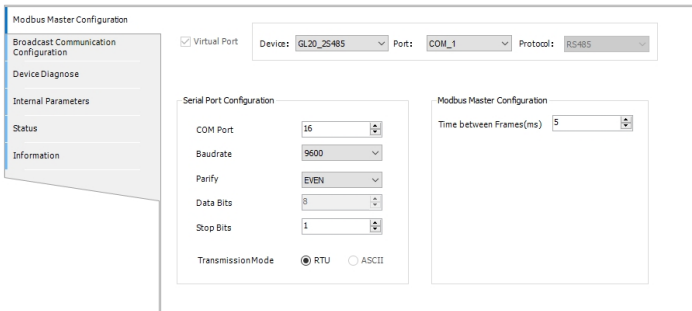 Modbus Master Configuration
Broadcast Communication
Configuration
Device Diagnose
Internal Parameters
Status
Information
Virtual Port
Device: GL20_2S485 Port: COM_1 Protocol: RS485
Serial Port Configuration
COM Port 16
Baudrate 9600
Parify EVEN
Data Bits 8
Stop Bits 1
TransmissionMode RTU ASCII
Modbus Master Configuration
Time between Frames(ms) 5